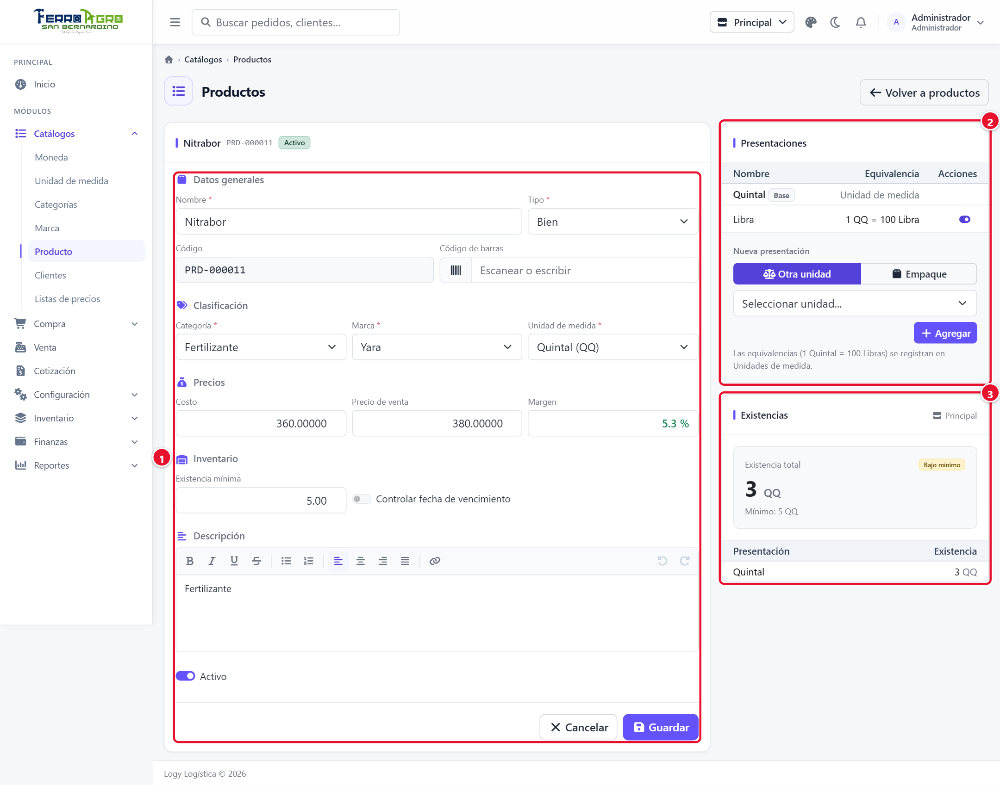 FERRO AGRO
SAN BERNARDINO
Buscar pedidos, clientes...
Principal
A
Administrador
Administrador
PRINCIPAL
Inicio
MÓDULOS
Catálogos
Moneda
Unidad de medida
Categorías
Marca
Producto
Clientes
Listas de precios
Compra
Venta
Cotización
Configuración
Inventario
Finanzas
Reportes
Catálogos › Productos
Productos
Volver a productos
Nitrabor PRD-000011 Activo
1
Datos generales
Nombre * Tipo *
Nitrabor Bien
Código Código de barras
PRD-000011 Escanear o escribir
Clasificación
Categoría * Marca * Unidad de medida *
Fertilizante Yara Quintal (QQ)
Precios
Costo Precio de venta Margen
360.00000 380.00000 5.3 %
Inventario
Existencia mínima
5.00 Controlar fecha de vencimiento
Descripción
B I U S
Fertilizante
Activo
Cancelar Guardar
2
Presentaciones
Nombre Equivalencia Acciones
Quintal Base Unidad de medida
Libra 1 QQ = 100 Libra
Nueva presentación
Otra unidad Empaque
Seleccionar unidad...
+ Agregar
Las equivalencias (1 Quintal = 100 Libras) se registran en
Unidades de medida.
3
Existencias Principal
Existencia total Bajo mínimo
3 QQ
Mínimo: 5 QQ
Presentación Existencia
Quintal 3 QQ
Logy Logística © 2026